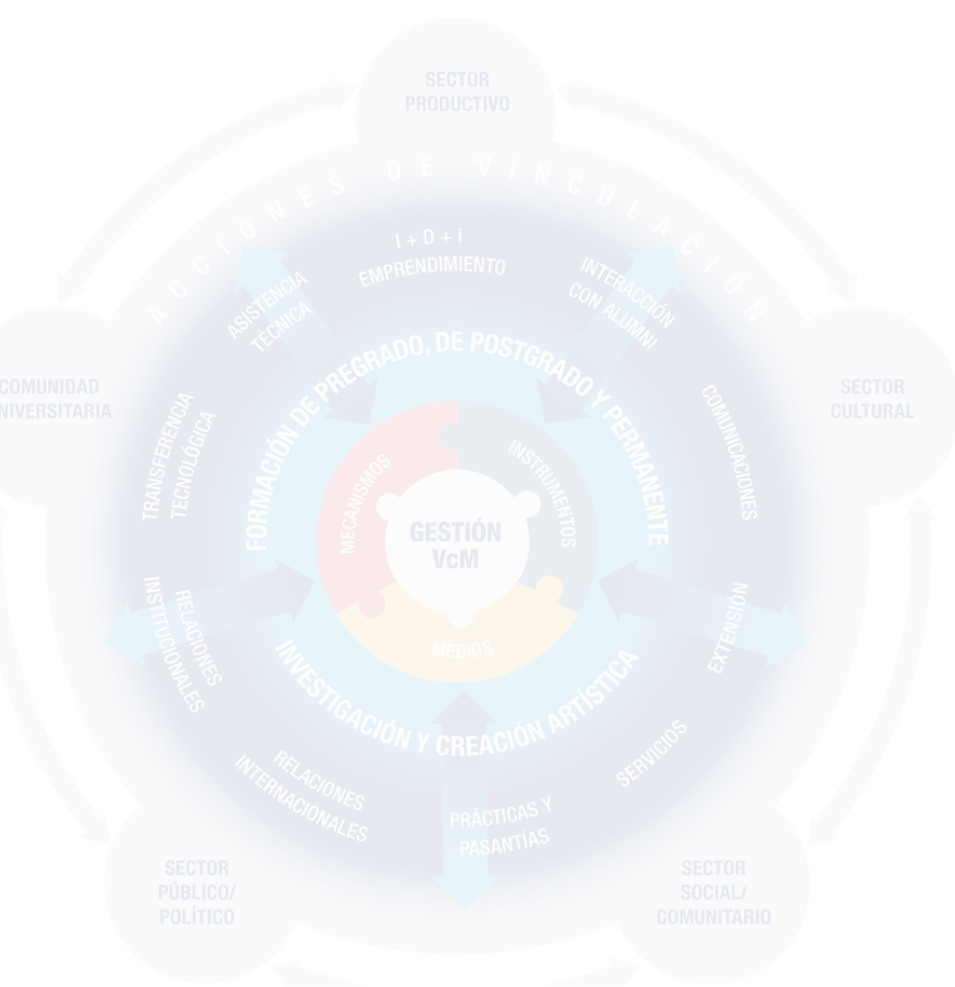 SECTOR
PRODUCTIVO
ACCIONES DE VINCULACIÓN
I + D + i
EMPRENDIMIENTO
ASISTENCIA
TÉCNICA
INTERACCIÓN
CON ALUMNI
FORMACIÓN DE PREGRADO, DE POSTGRADO Y PERMANENTE
COMUNIDAD
NIVERSITARIA
SECTOR
CULTURAL
TRANSFERENCIA
TECNOLÓGICA
COMUNICACIONES
MECANISMOS
INSTRUMENTOS
GESTIÓN
VcM
MEDIOS
RELACIONES
INSTITUCIONALES
EXTENSIÓN
INVESTIGACIÓN Y CREACIÓN ARTÍSTICA
SERVICIOS
RELACIONES
INTERNACIONALES
PRÁCTICAS Y
PASANTÍAS
SECTOR
PÚBLICO/
POLÍTICO
SECTOR
SOCIAL/
COMUNITARIO